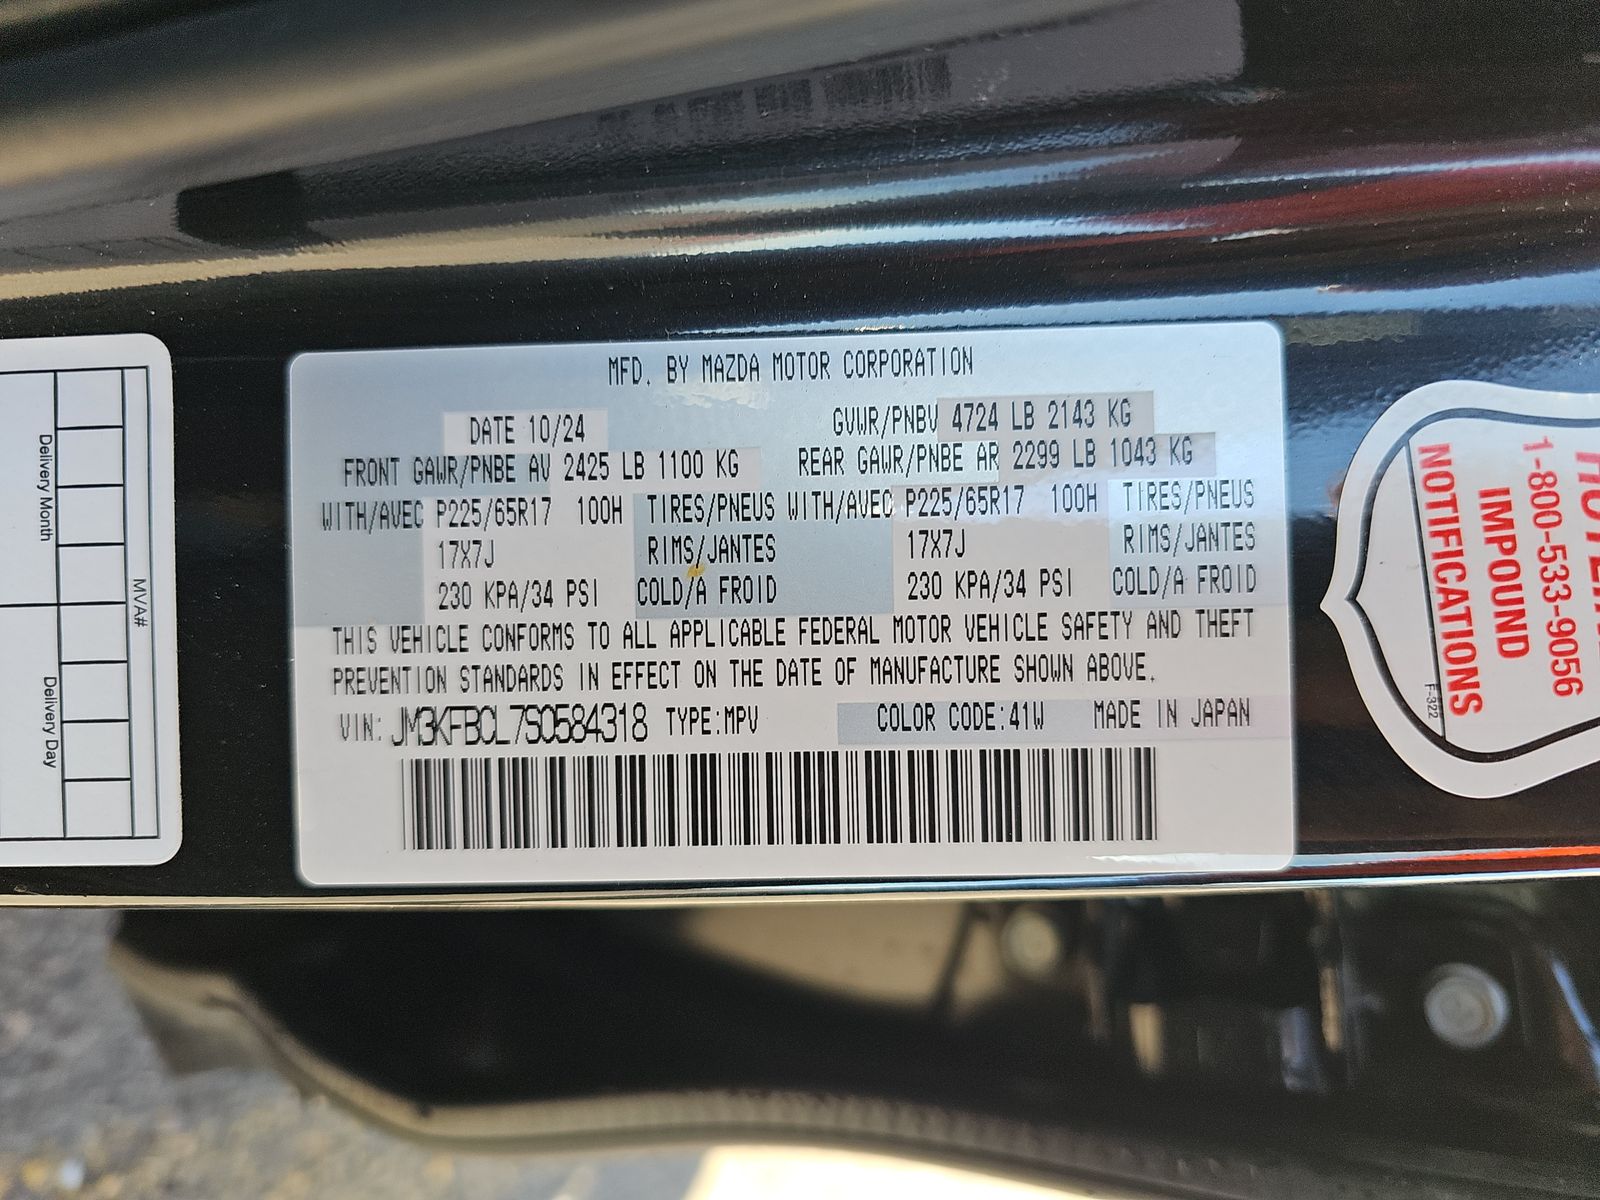 MFD. BY MAZDA MOTOR CORPORATION
DATE 10/24
GVWR/PNBV 4724 LB 2143 KG
FRONT GAWR/PNBE AV 2425 LB 1100 KG
REAR GAWR/PNBE AR 2299 LB 1043 KG
WITH/AVEC P225/65R17 100H TIRES/PNEUS WITH/AVEC P225/65R17 100H TIRES/PNEUS
17X7J RIMS/JANTES 17X7J RIMS/JANTES
230 KPA/34 PSI COLD/A FROID 230 KPA/34 PSI COLD/A FROID
THIS VEHICLE CONFORMS TO ALL APPLICABLE FEDERAL MOTOR VEHICLE SAFETY AND THEFT
PREVENTION STANDARDS IN EFFECT ON THE DATE OF MANUFACTURE SHOWN ABOVE.
VIN: JM3KFBCL7S0584318 TYPE:MPV COLOR CODE:41W MADE IN JAPAN
MVA#
Delivery Month
Delivery Day
1-800-533-9056
IMPOUND
NOTIFICATIONS
F-322